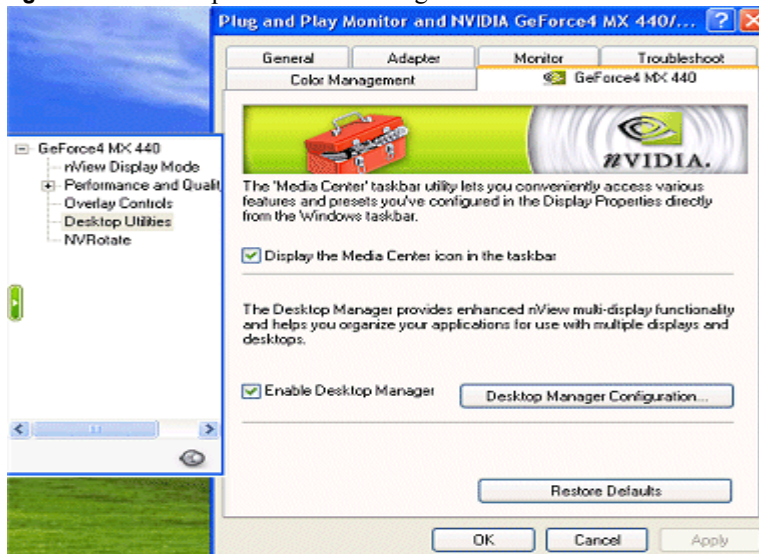 Plug and Play Monitor and NVIDIA GeForce4 MX 440/...
General
Adapter
Monitor
Troubleshoot
Color Management
GeForce4 MX 440
NVIDIA.
GeForce4 MX 440
nView Display Mode
Performance and Qualit
Overlay Controls
Desktop Utilities
NVRotate
The 'Media Center' taskbar utility lets you conveniently access various
features and presets you've configured in the Display Properties directly
from the Windows taskbar.
Display the Media Center icon in the taskbar
The Desktop Manager provides enhanced nView multi-display functionality
and helps you organize your applications for use with multiple displays and
desktops.
Enable Desktop Manager
Desktop Manager Configuration...
Restore Defaults
OK
Cancel
Apply